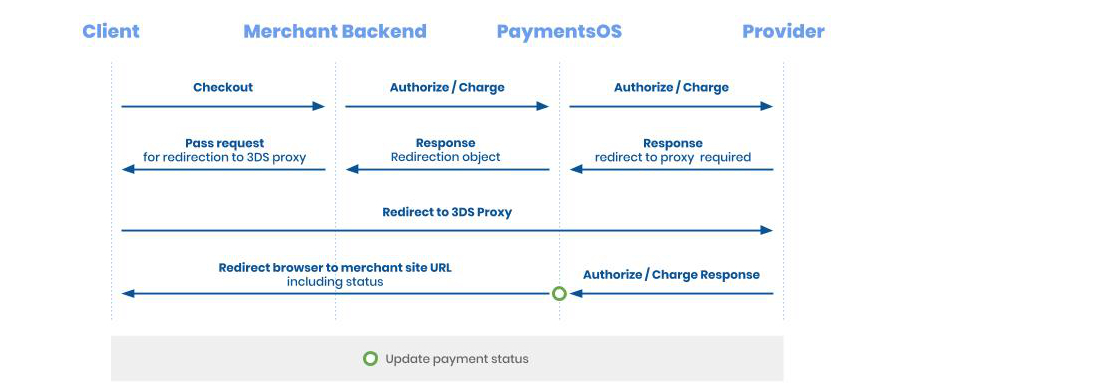 Client
Merchant Backend
PaymentsOS
Provider
Checkout
Authorize / Charge
Authorize / Charge
Pass request
for redirection to 3DS proxy
Response
Redirection object
Response
redirect to proxy required
Redirect to 3DS Proxy
Redirect browser to merchant site URL
including status
Authorize / Charge Response
Update payment status